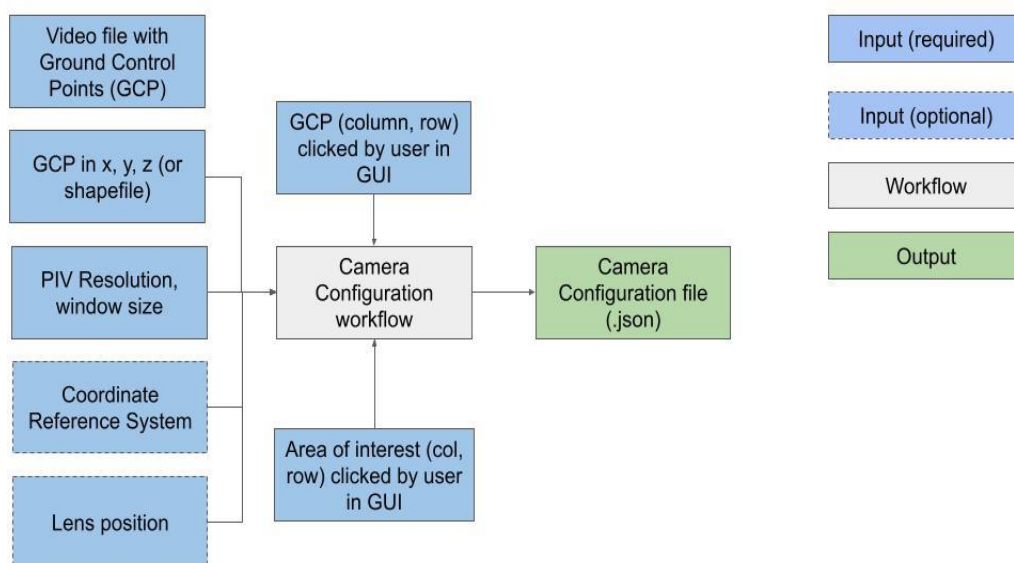 Video file with
Ground Control
Points (GCP)
GCP in x, y, z (or
shapefile)
PIV Resolution,
window size
Coordinate
Reference System
Lens position
GCP (column, row)
clicked by user in
GUI
Camera
Configuration
workflow
Area of interest (col,
row) clicked by user
in GUI
Camera
Configuration file
(.json)
Input (required)
Input (optional)
Workflow
Output